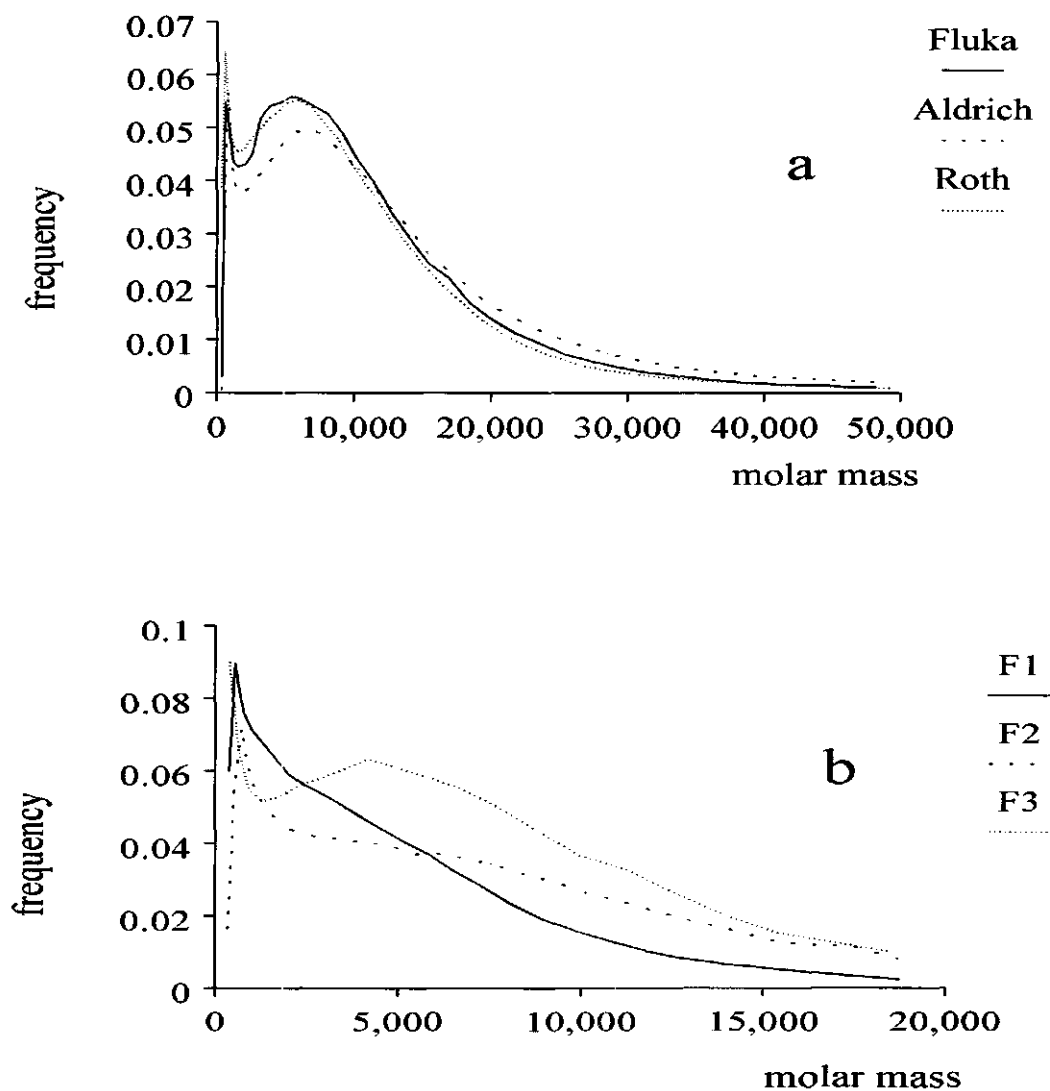 0.07
0.06
0.05
0.04
0.03
0.02
0.01
0
frequency
0 10,000 20,000 30,000 40,000 50,000
molar mass
a
Fluka
Aldrich
Roth
0.1
0.08
0.06
0.04
0.02
0
frequency
0 5,000 10,000 15,000 20,000
molar mass
b
F1
F2
F3